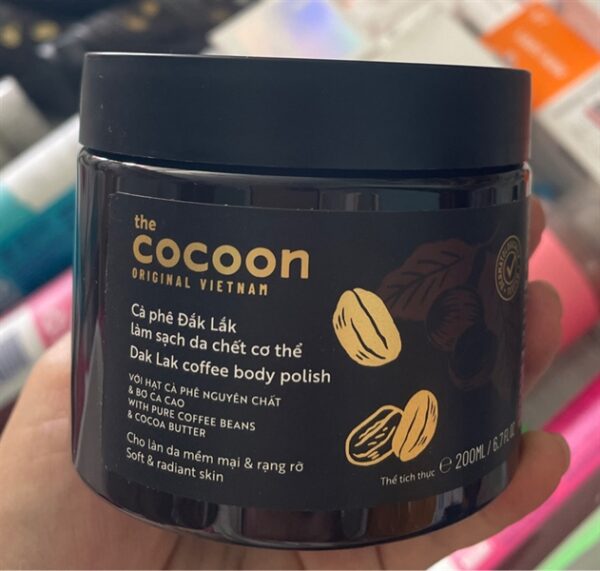 the
cocoon
ORIGINAL VIETNAM
Cà phê Đắk Lắk
làm sạch da chết cơ thể
Dak Lak coffee body polish
VỚI HẠT CÀ PHÊ NGUYÊN CHẤT
& BƠ CA CAO
WITH PURE COFFEE BEANS
& COCOA BUTTER
Cho làn da mềm mại & rạng rỡ
Soft & radiant skin
Thể tích thực ℮ 200ML / 6.7 FL OZ